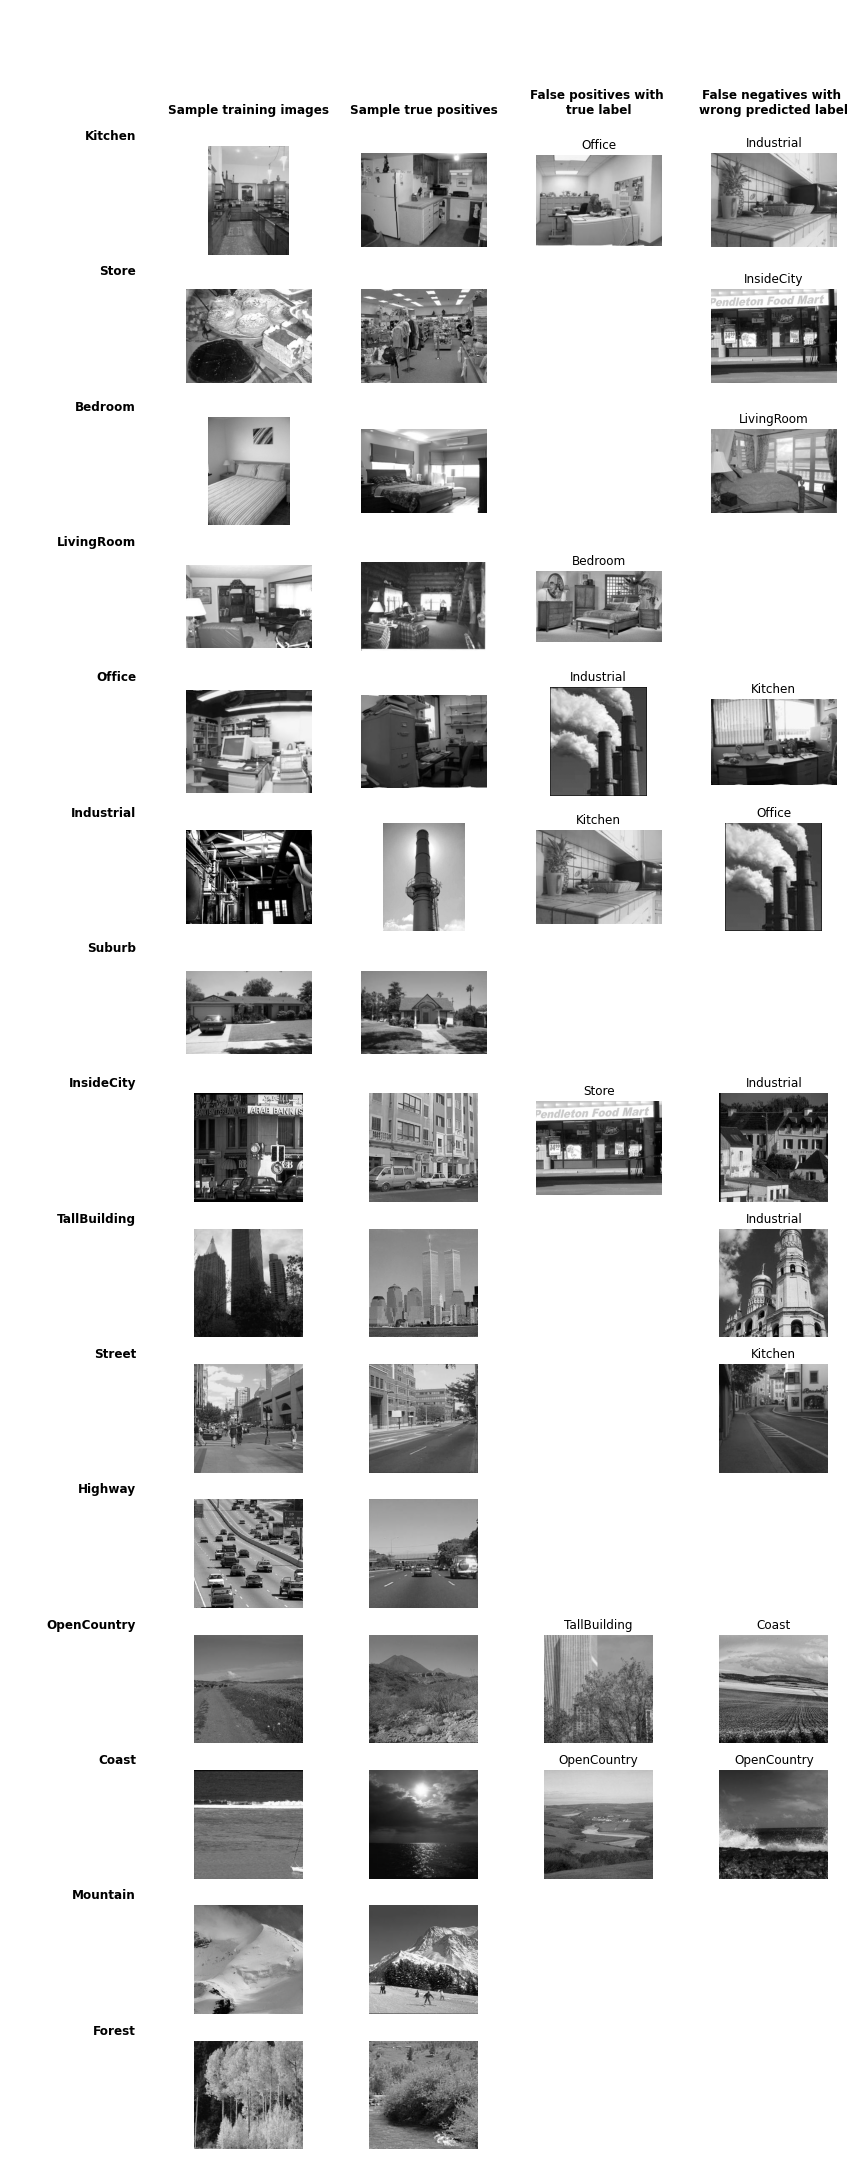 Sample training images
Sample true positives
False positives with
true label
False negatives with
wrong predicted label
Kitchen
Office
Industrial
Store
InsideCity
Pendleton Food Mart
Bedroom
LivingRoom
LivingRoom
Bedroom
Office
Industrial
Kitchen
Industrial
Kitchen
Office
Suburb
InsideCity
Store
Industrial
ARAB BANK
Pendleton Food Mart
TallBuilding
Industrial
Street
Kitchen
Highway
OpenCountry
TallBuilding
Coast
Coast
OpenCountry
OpenCountry
Mountain
Forest